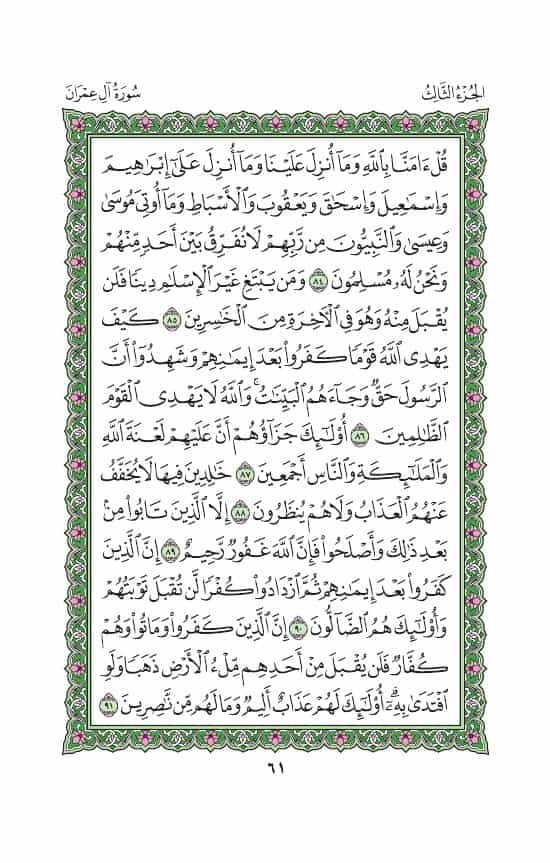 الجُزْءُ الثَّالِثُ
سُورَةُ آلِ عِمْرَانَ
قُلْ ءَامَنَّا بِٱللَّهِ وَمَآ أُنزِلَ عَلَيْنَا وَمَآ أُنزِلَ عَلَىٰٓ إِبْرَٰهِيمَ
وَإِسْمَٰعِيلَ وَإِسْحَٰقَ وَيَعْقُوبَ وَٱلْأَسْبَاطِ وَمَآ أُوتِىَ مُوسَىٰ
وَعِيسَىٰ وَٱلنَّبِيُّونَ مِن رَّبِّهِمْ لَا نُفَرِّقُ بَيْنَ أَحَدٍ مِّنْهُمْ
وَنَحْنُ لَهُۥ مُسْلِمُونَ ٨٤ وَمَن يَبْتَغِ غَيْرَ ٱلْإِسْلَٰمِ دِينًا فَلَن
يُقْبَلَ مِنْهُ وَهُوَ فِى ٱلْءَاخِرَةِ مِنَ ٱلْخَٰسِرِينَ ٨٥ كَيْفَ
يَهْدِى ٱللَّهُ قَوْمًا كَفَرُوا۟ بَعْدَ إِيمَٰنِهِمْ وَشَهِدُوٓا۟ أَنَّ
ٱلرَّسُولَ حَقٌّ وَجَآءَهُمُ ٱلْبَيِّنَٰتُ ۚ وَٱللَّهُ لَا يَهْدِى ٱلْقَوْمَ
ٱلظَّٰلِمِينَ ٨٦ أُو۟لَٰٓئِكَ جَزَآؤُهُمْ أَنَّ عَلَيْهِمْ لَعْنَةَ ٱللَّهِ
وَٱلْمَلَٰٓئِكَةِ وَٱلنَّاسِ أَجْمَعِينَ ٨٧ خَٰلِدِينَ فِيهَا لَا يُخَفَّفُ
عَنْهُمُ ٱلْعَذَابُ وَلَا هُمْ يُنظَرُونَ ٨٨ إِلَّا ٱلَّذِينَ تَابُوا۟ مِنۢ
بَعْدِ ذَٰلِكَ وَأَصْلَحُوا۟ فَإِنَّ ٱللَّهَ غَفُورٌ رَّحِيمٌ ٨٩ إِنَّ ٱلَّذِينَ
كَفَرُوا۟ بَعْدَ إِيمَٰنِهِمْ ثُمَّ ٱزْدَادُوا۟ كُفْرًا لَّن تُقْبَلَ تَوْبَتُهُمْ
وَأُو۟لَٰٓئِكَ هُمُ ٱلضَّآلُّونَ ٩٠ إِنَّ ٱلَّذِينَ كَفَرُوا۟ وَمَاتُوا۟ وَهُمْ
كُفَّارٌ فَلَن يُقْبَلَ مِنْ أَحَدِهِم مِّلْءُ ٱلْأَرْضِ ذَهَبًا وَلَوِ
ٱفْتَدَىٰ بِهِۦٓ ۗ أُو۟لَٰٓئِكَ لَهُمْ عَذَابٌ أَلِيمٌ وَمَا لَهُم مِّن نَّٰصِرِينَ ٩١
٦١